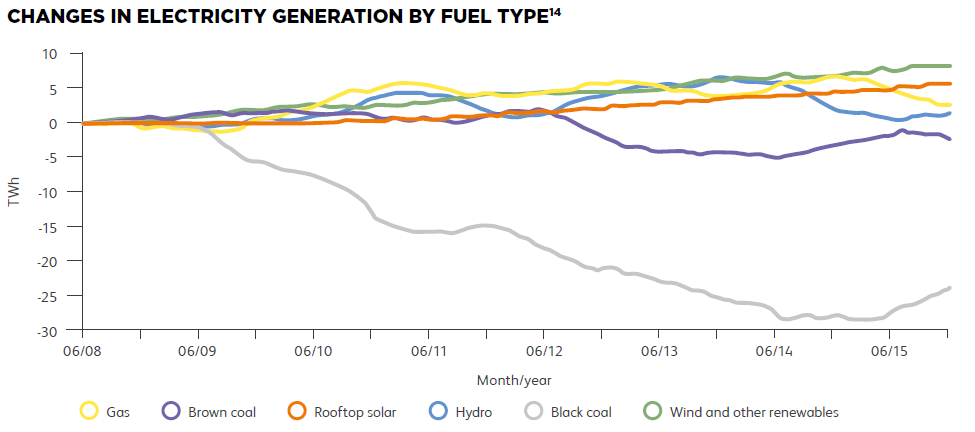 CHANGES IN ELECTRICITY GENERATION BY FUEL TYPE¹⁴
10
5
0
-5
-10
-15
-20
-25
-30
TWh
06/08 06/09 06/10 06/11 06/12 06/13 06/14 06/15
Month/year
Gas Brown coal Rooftop solar Hydro Black coal Wind and other renewables